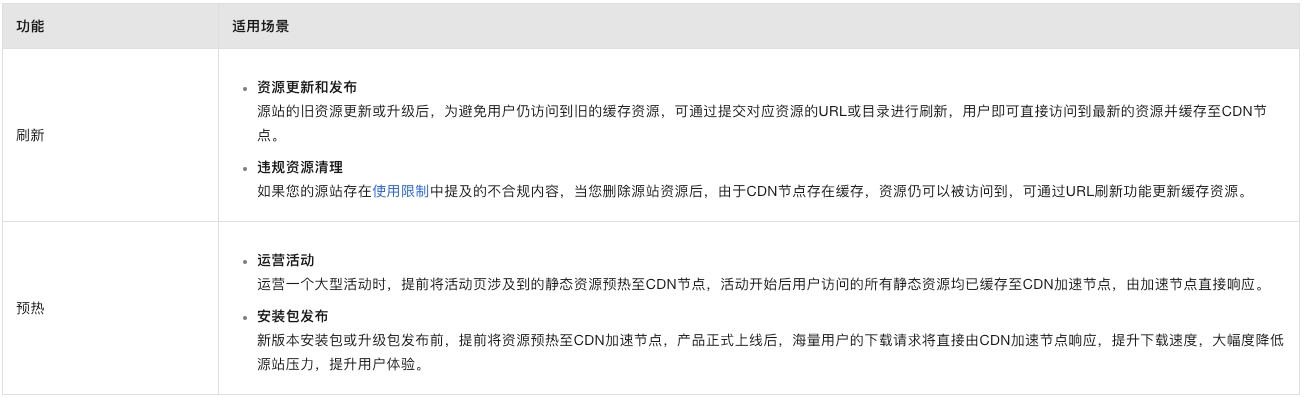 功能
适用场景
刷新
资源更新和发布
源站的旧资源更新或升级后，为避免用户仍访问到旧的缓存资源，可通过提交对应资源的URL或目录进行刷新，用户即可直接访问到最新的资源并缓存至CDN节
点。
违规资源清理
如果您的源站存在使用限制中提及的不合规内容，当您删除源站资源后，由于CDN节点存在缓存，资源仍可以被访问到，可通过URL刷新功能更新缓存资源。
预热
运营活动
运营一个大型活动时，提前将活动页涉及到的静态资源预热至CDN节点，活动开始后用户访问的所有静态资源均已缓存至CDN加速节点，由加速节点直接响应。
安装包发布
新版本安装包或升级包发布前，提前将资源预热至CDN加速节点，产品正式上线后，海量用户的下载请求将直接由CDN加速节点响应，提升下载速度，大幅度降低
源站压力，提升用户体验。